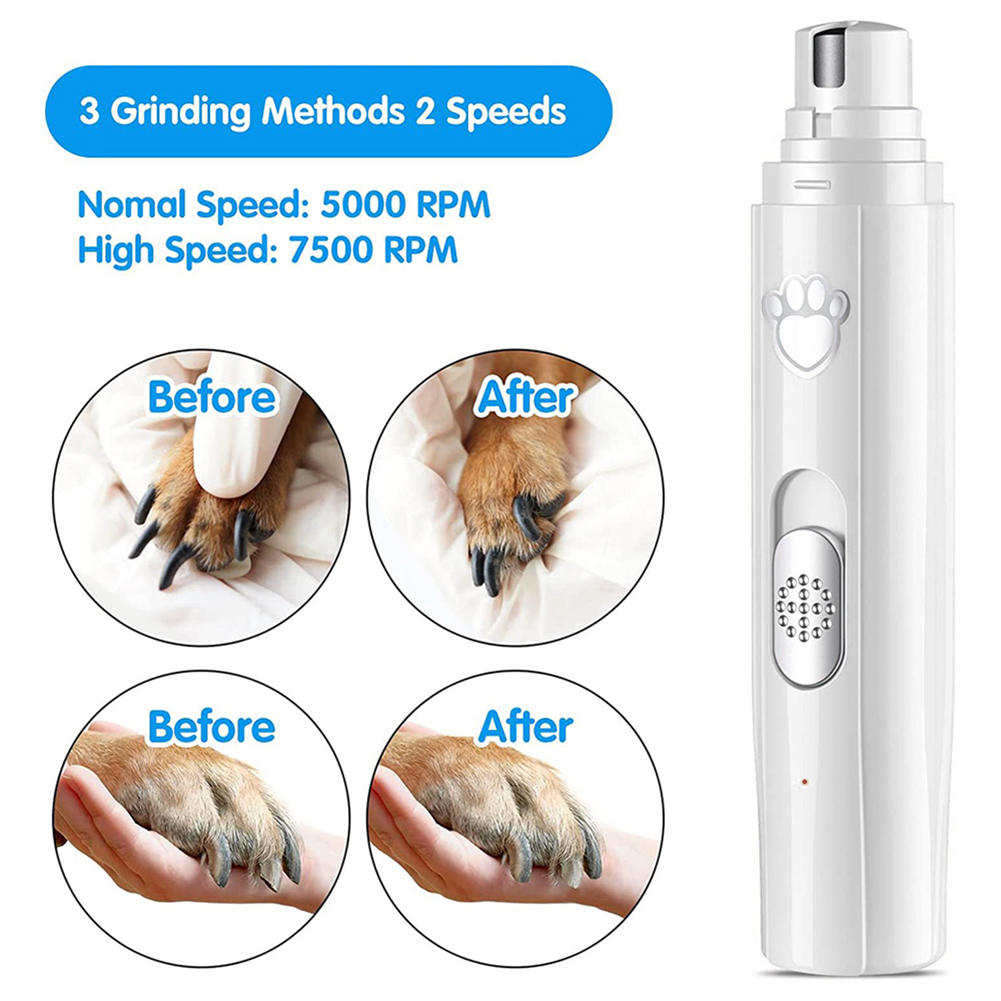 3 Grinding Methods 2 Speeds
Nomal Speed: 5000 RPM
High Speed: 7500 RPM
Before
After
Before
After